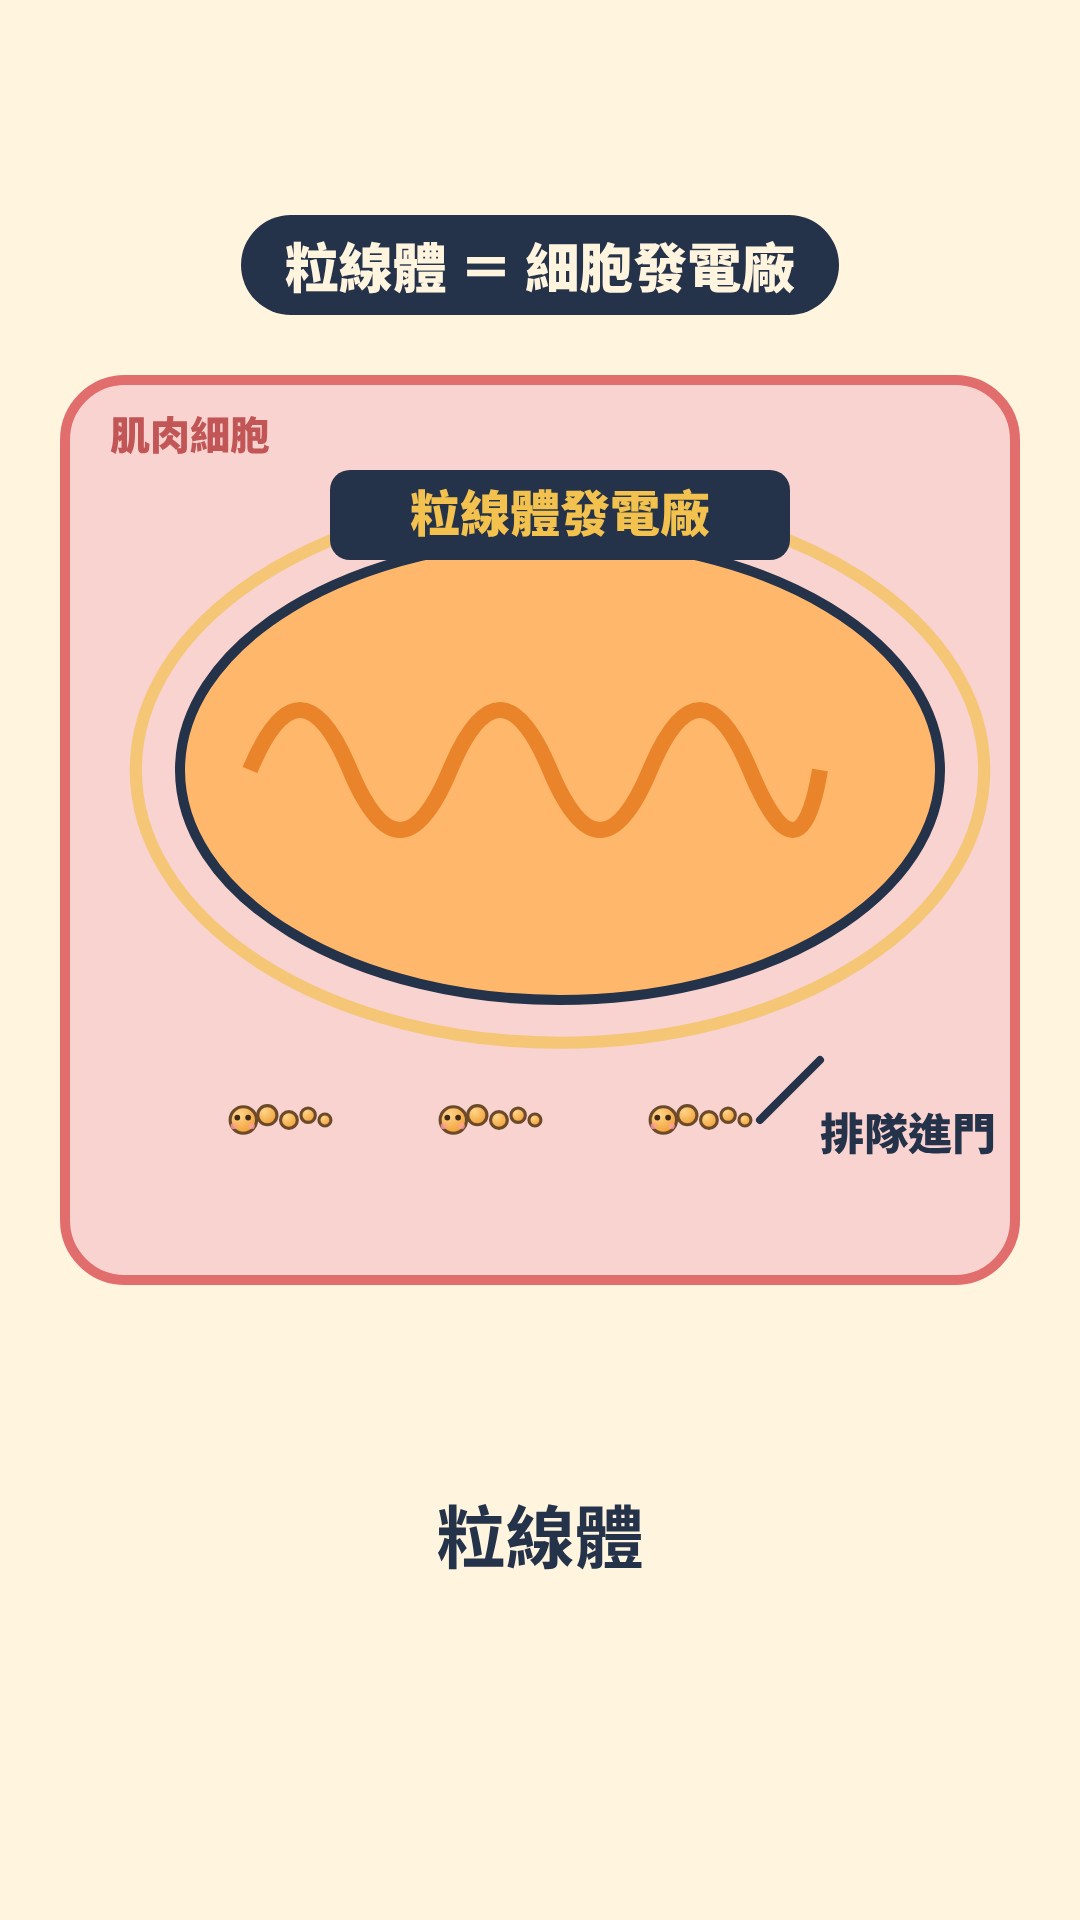 粒線體 = 細胞發電廠
肌肉細胞
粒線體發電廠
排隊進門
粒線體